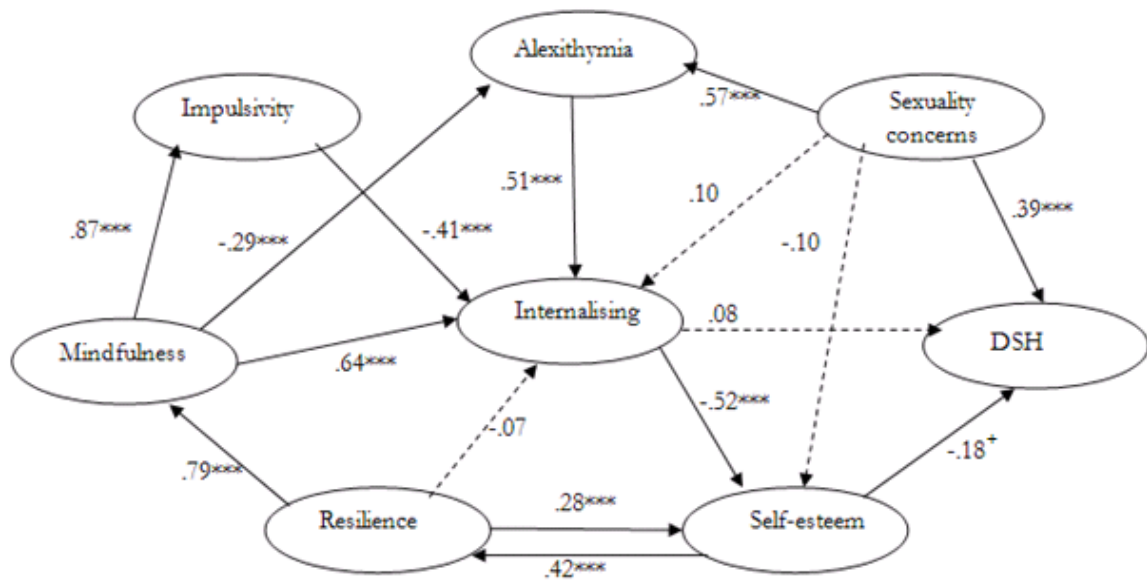 Alexithymia
Impulsivity
Sexuality
concerns
.57***
.51***
.10
.87***
-.29***
-.41***
-.10
.39***
Internalising
.08
Mindfulness
DSH
.64***
-.52***
-.07
-.18+
.79***
Resilience
.28***
Self-esteem
.42***